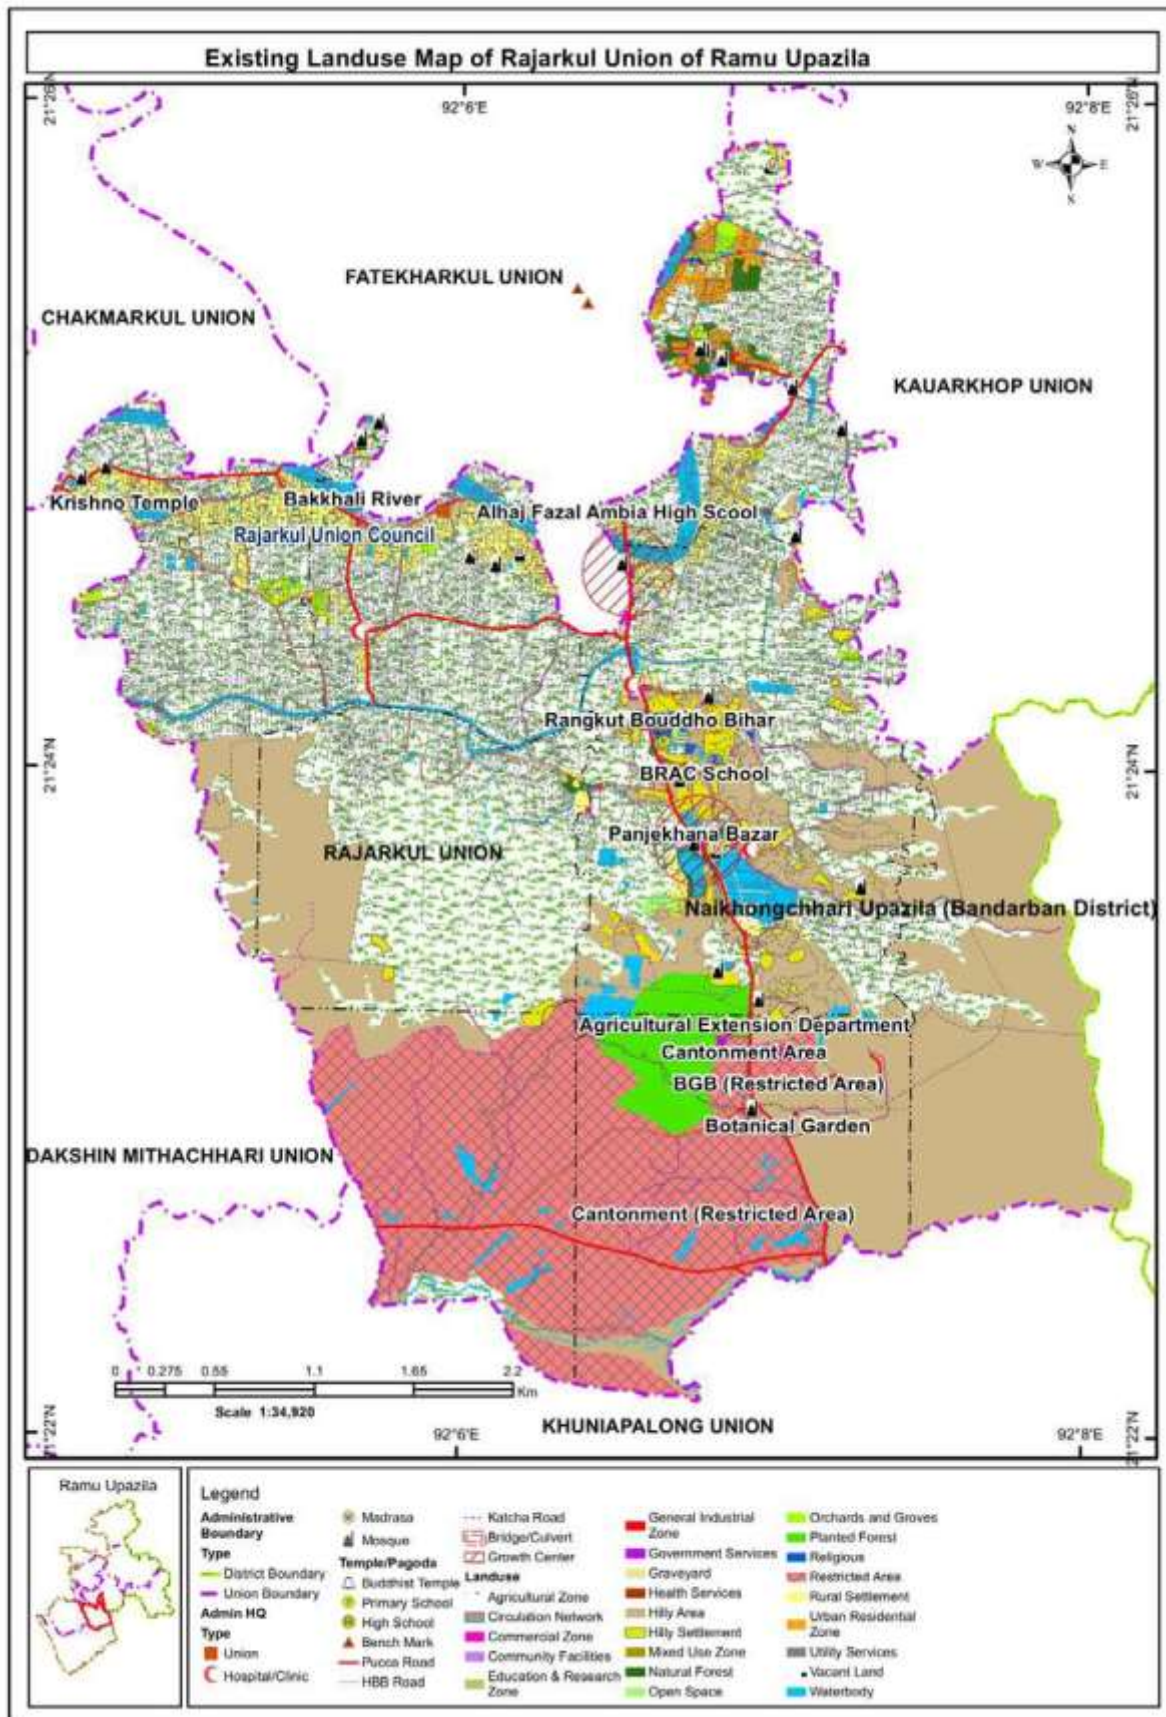 Existing Landuse Map of Rajarkul Union of Ramu Upazila
92°6'E
92°8'E
21°26'N
21°26'N
N
W
E
S
FATEKHARKUL UNION
CHAKMARKUL UNION
KAUARKHOP UNION
Krishno Temple
Bakkhali River
Alhaj Fazal Ambia High Scool
Rajarkul Union Council
Rangkut Bouddho Bihar
21°24'N
21°24'N
BRAC School
Panjekhana Bazar
RAJARKUL UNION
Naikhongchhari Upazila (Bandarban District)
Agricultural Extension Department
Cantonment Area
BGB (Restricted Area)
Botanical Garden
DAKSHIN MITHACHHARI UNION
Cantonment (Restricted Area)
0 0.275 0.55 1.1 1.65 2.2
Km
Scale 1:34,920
KHUNIAPALONG UNION
21°22'N
21°22'N
92°6'E
92°8'E
Ramu Upazila
Legend
Administrative
Boundary
Type
District Boundary
Union Boundary
Admin HQ
Type
Union
Hospital/Clinic
Madrasa
Mosque
Temple/Pagoda
Buddhist Temple
Primary School
High School
Bench Mark
Pucca Road
HBB Road
Katcha Road
Bridge/Culvert
Growth Center
Landuse
Agricultural Zone
Circulation Network
Commercial Zone
Community Facilities
Education & Research
Zone
General Industrial
Zone
Government Services
Graveyard
Health Services
Hilly Area
Hilly Settlement
Mixed Use Zone
Natural Forest
Open Space
Orchards and Groves
Planted Forest
Religious
Restricted Area
Rural Settlement
Urban Residential
Zone
Utility Services
Vacant Land
Waterbody